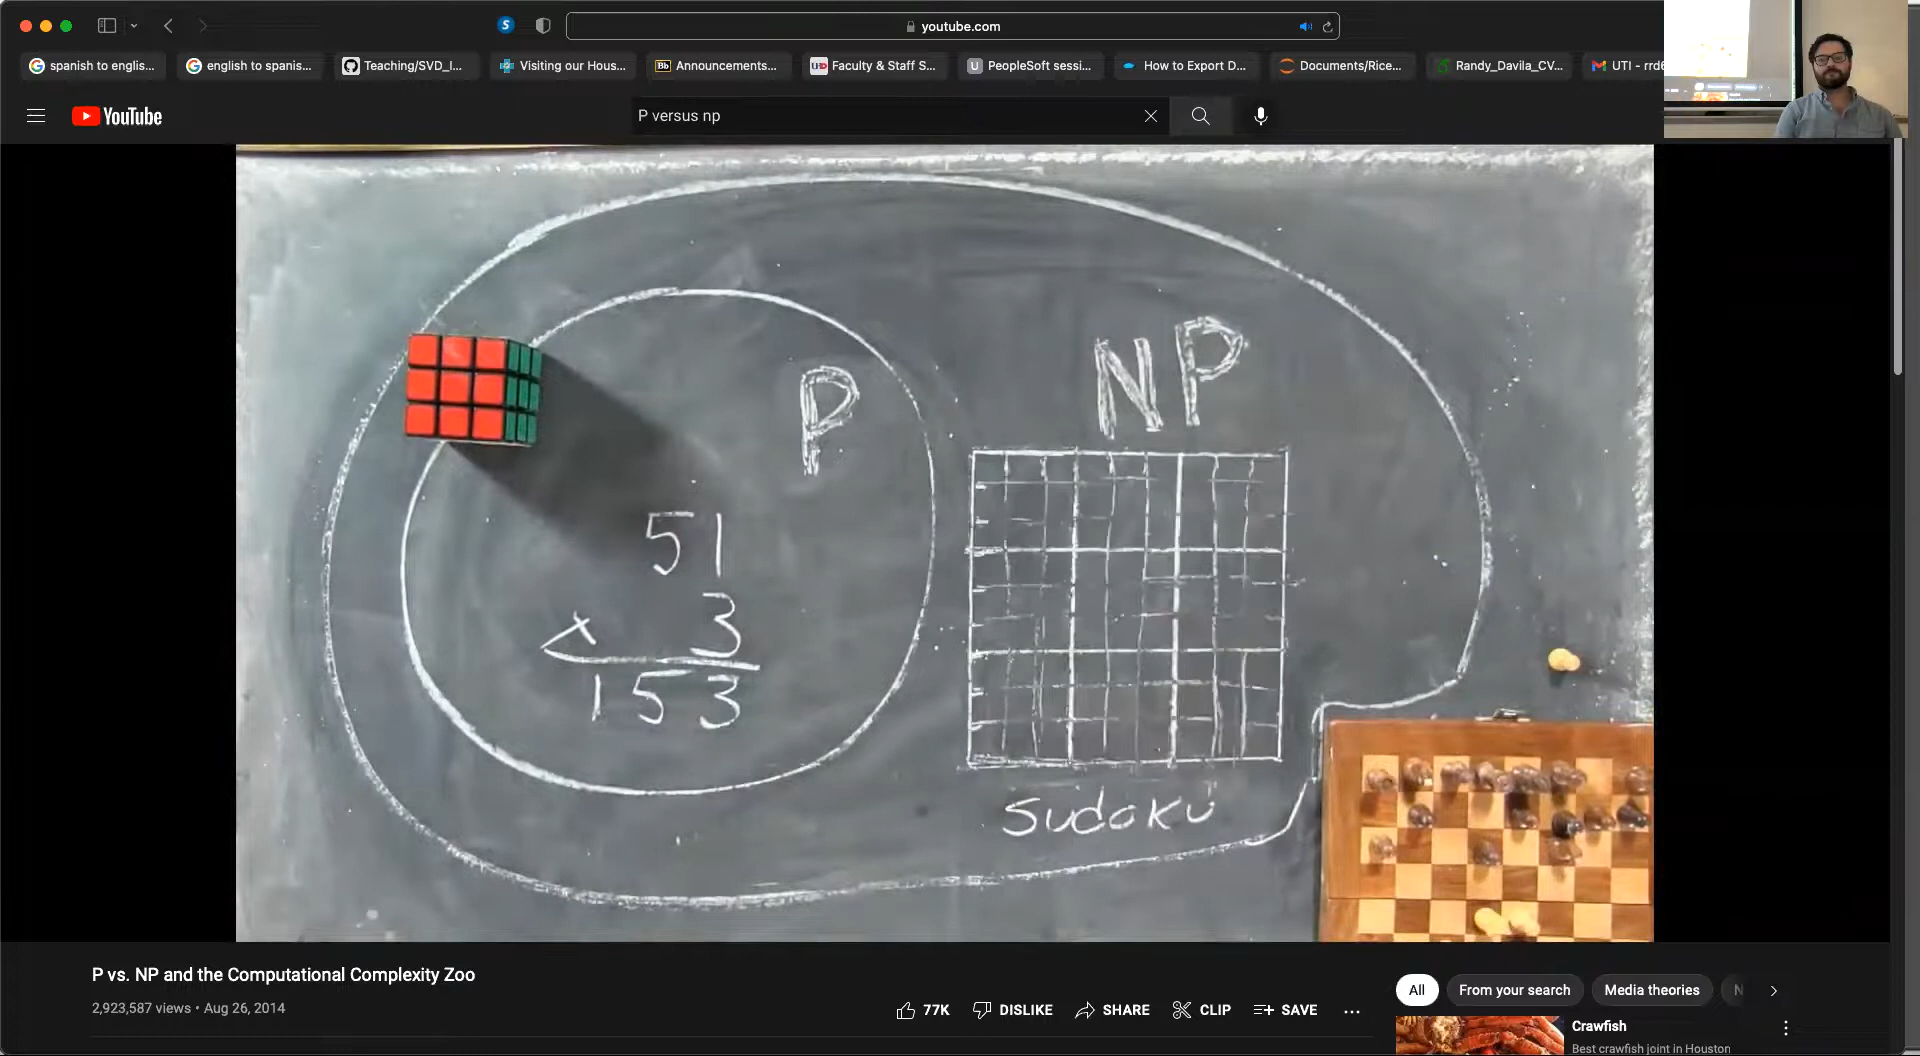 youtube.com
spanish to englis...
english to spanis...
Teaching/SVD_I...
Visiting our Hous...
Bb
Announcements...
UHD
Faculty & Staff S...
U
PeopleSoft sessi...
How to Export D...
Documents/Rice...
Randy_Davila_CV...
UTI - rrd6
YouTube
P versus np
NP
P
51
× 3
153
Sudoku
P vs. NP and the Computational Complexity Zoo
2,923,587 views • Aug 26, 2014
77K
DISLIKE
SHARE
CLIP
SAVE
All
From your search
Media theories
N
Crawfish
Best crawfish joint in Houston